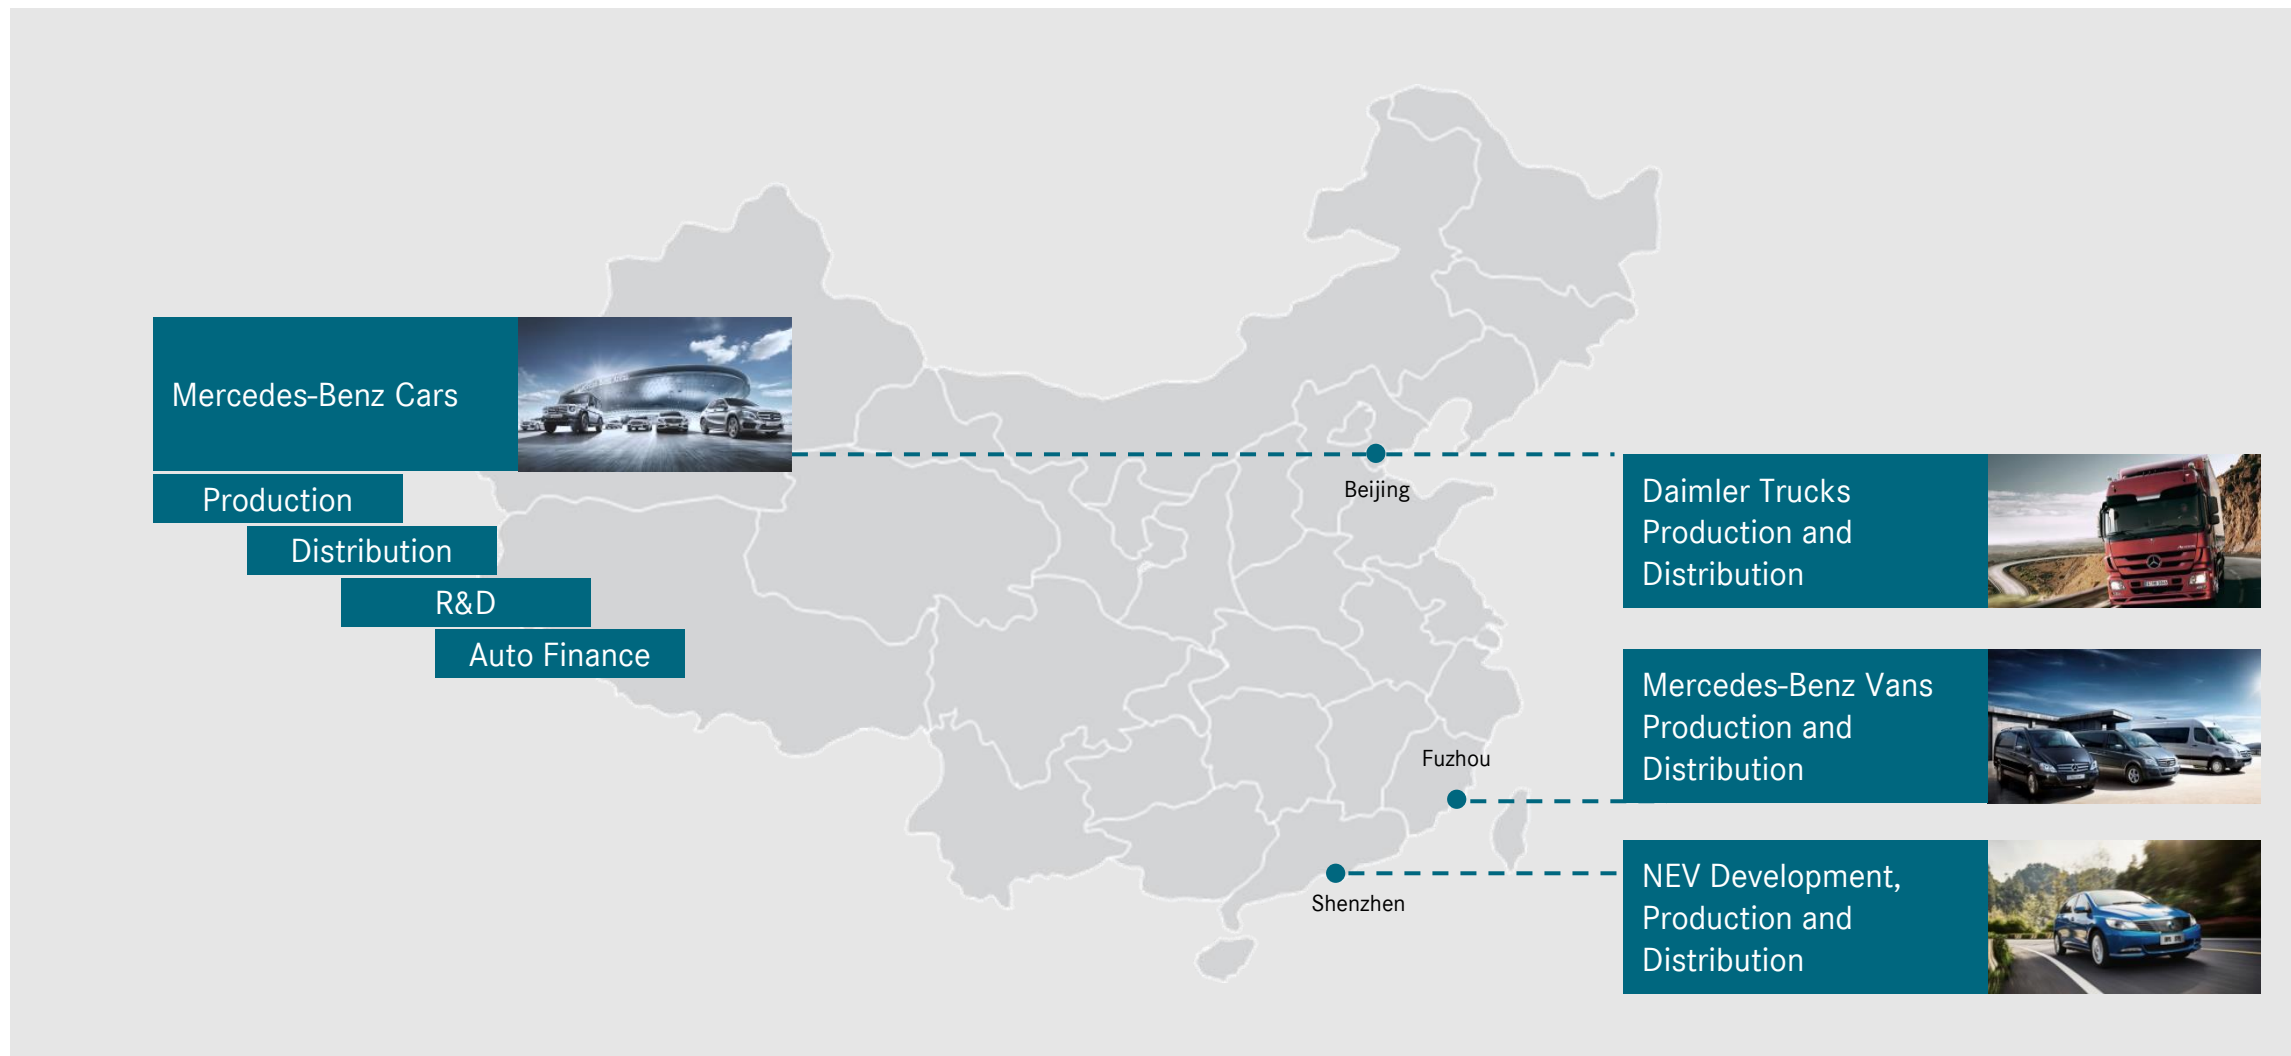 Mercedes-Benz Cars
Production
Distribution
R&D
Auto Finance
Beijing
Fuzhou
Shenzhen
Daimler Trucks
Production and
Distribution
Mercedes-Benz Vans
Production and
Distribution
NEV Development,
Production and
Distribution